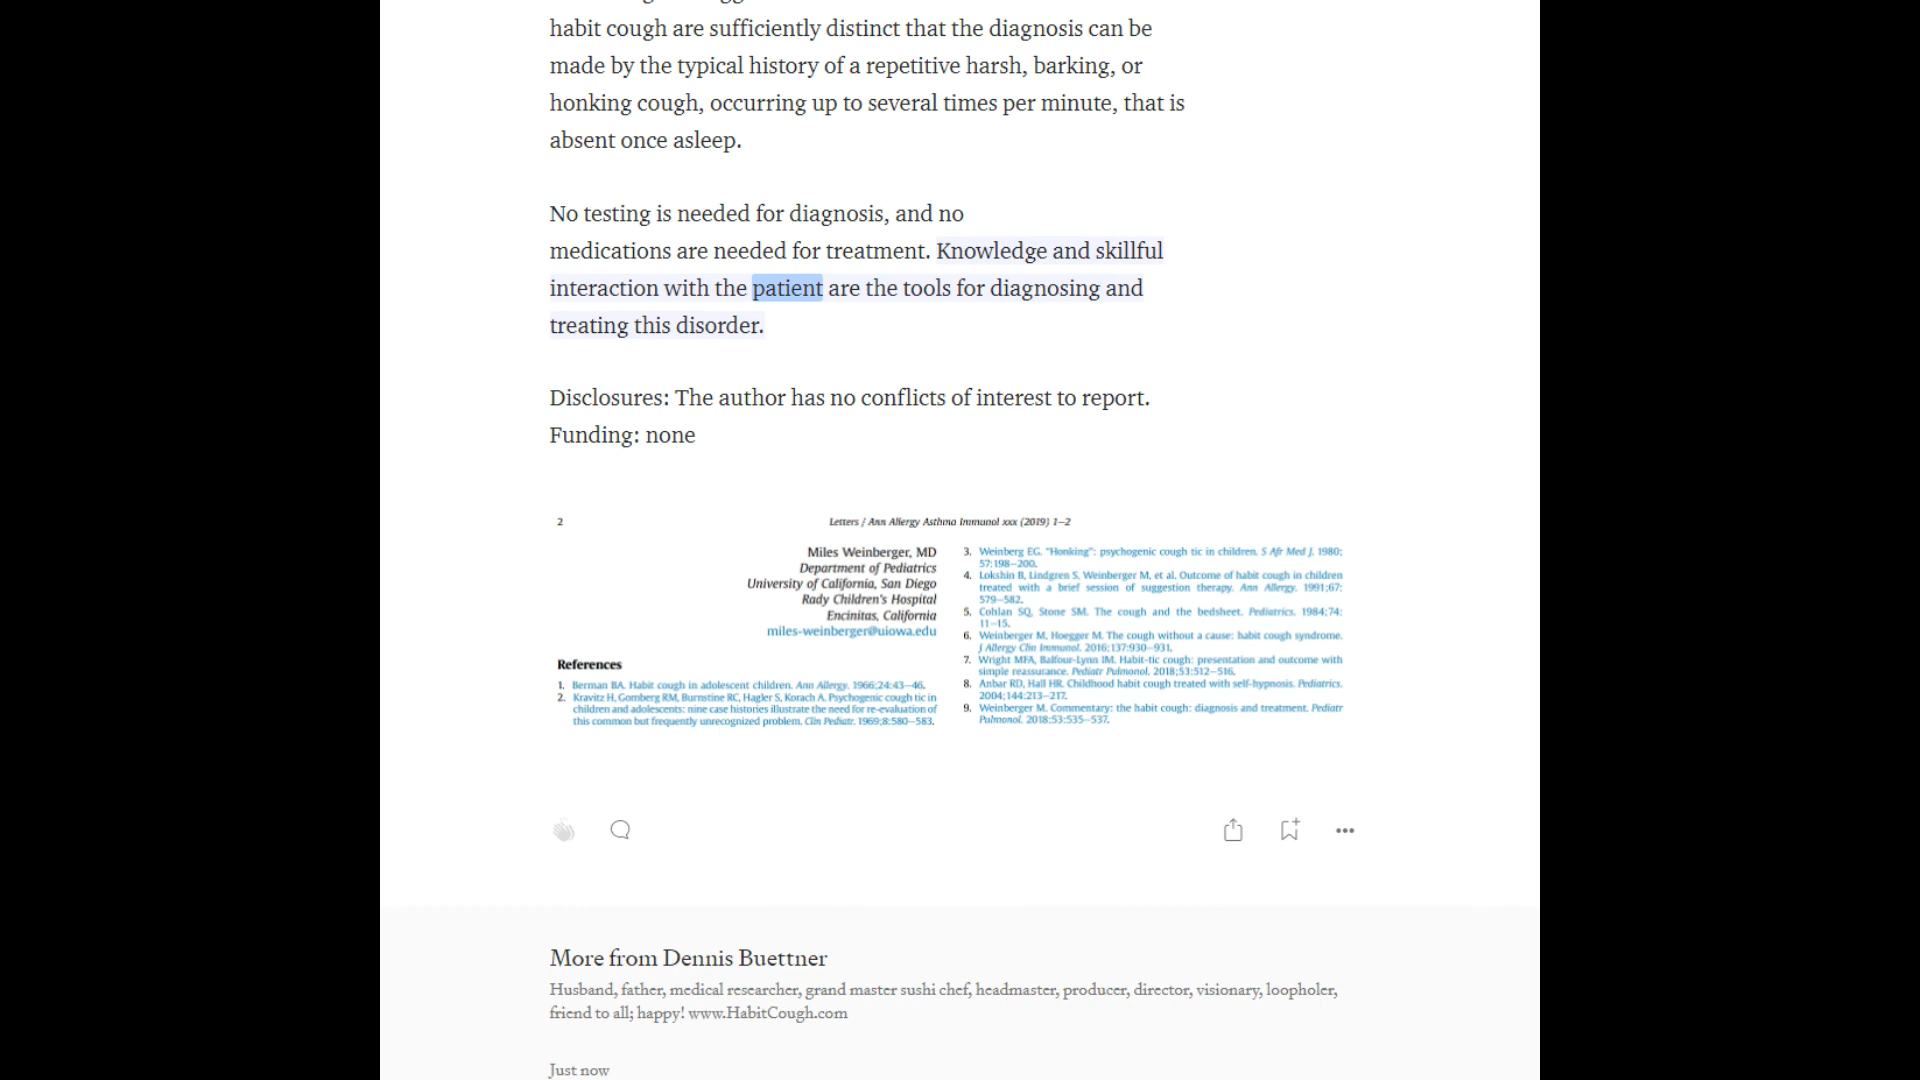 habit cough are sufficiently distinct that the diagnosis can be
made by the typical history of a repetitive harsh, barking, or
honking cough, occurring up to several times per minute, that is
absent once asleep.
No testing is needed for diagnosis, and no
medications are needed for treatment. Knowledge and skillful
interaction with the patient are the tools for diagnosing and
treating this disorder.
Disclosures: The author has no conflicts of interest to report.
Funding: none
2
Letters / Ann Allergy Asthma Immunol xxx (2019) 1–2
Miles Weinberger, MD
Department of Pediatrics
University of California, San Diego
Rady Children's Hospital
Encinitas, California
miles-weinberger@uiowa.edu
References
1. Berman BA. Habit cough in adolescent children. Ann Allergy. 1966;24:43–46.
2. Kravitz H, Gomberg RM, Burnstine RC, Hagler S, Korach A. Psychogenic cough tic in
children and adolescents: nine case histories illustrate the need for re-evaluation of
this common but frequently unrecognized problem. Clin Pediatr. 1969;8:580–583.
3. Weinberg EG. "Honking": psychogenic cough tic in children. S Afr Med J. 1980;
57:198–200.
4. Lokshin B, Lindgren S, Weinberger M, et al. Outcome of habit cough in children
treated with a brief session of suggestion therapy. Ann Allergy. 1991;67:
579–582.
5. Cohlan SQ, Stone SM. The cough and the bedsheet. Pediatrics. 1984;74:
11–15.
6. Weinberger M, Hoegger M. The cough without a cause: habit cough syndrome.
J Allergy Clin Immunol. 2016;137:930–931.
7. Wright MFA, Balfour-Lynn IM. Habit-tic cough: presentation and outcome with
simple reassurance. Pediatr Pulmonol. 2018;53:512–516.
8. Anbar RD, Hall HR. Childhood habit cough treated with self-hypnosis. Pediatrics.
2004;144:213–217.
9. Weinberger M. Commentary: the habit cough: diagnosis and treatment. Pediatr
Pulmonol. 2018;53:535–537.
More from Dennis Buettner
Husband, father, medical researcher, grand master sushi chef, headmaster, producer, director, visionary, loopholer,
friend to all; happy! www.HabitCough.com
Just now